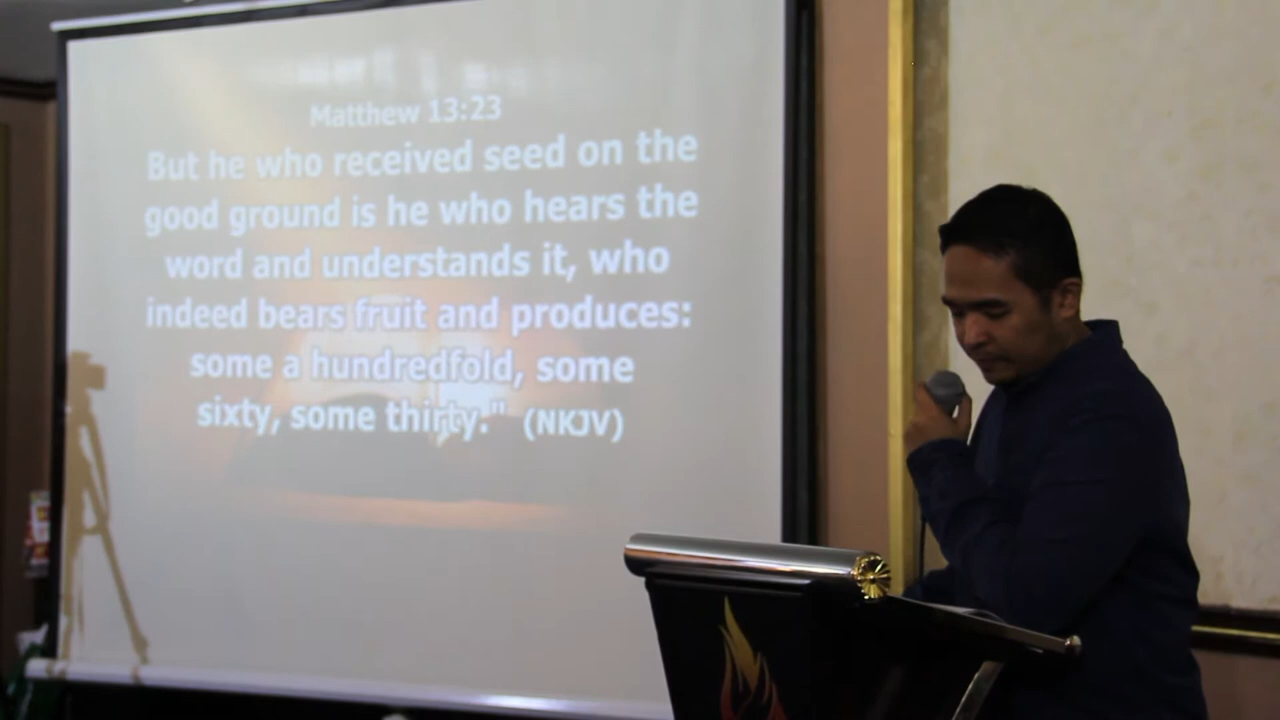 Matthew 13:23
But he who received seed on the
good ground is he who hears the
word and understands it, who
indeed bears fruit and produces:
some a hundredfold, some
sixty, some thirty." (NKJV)